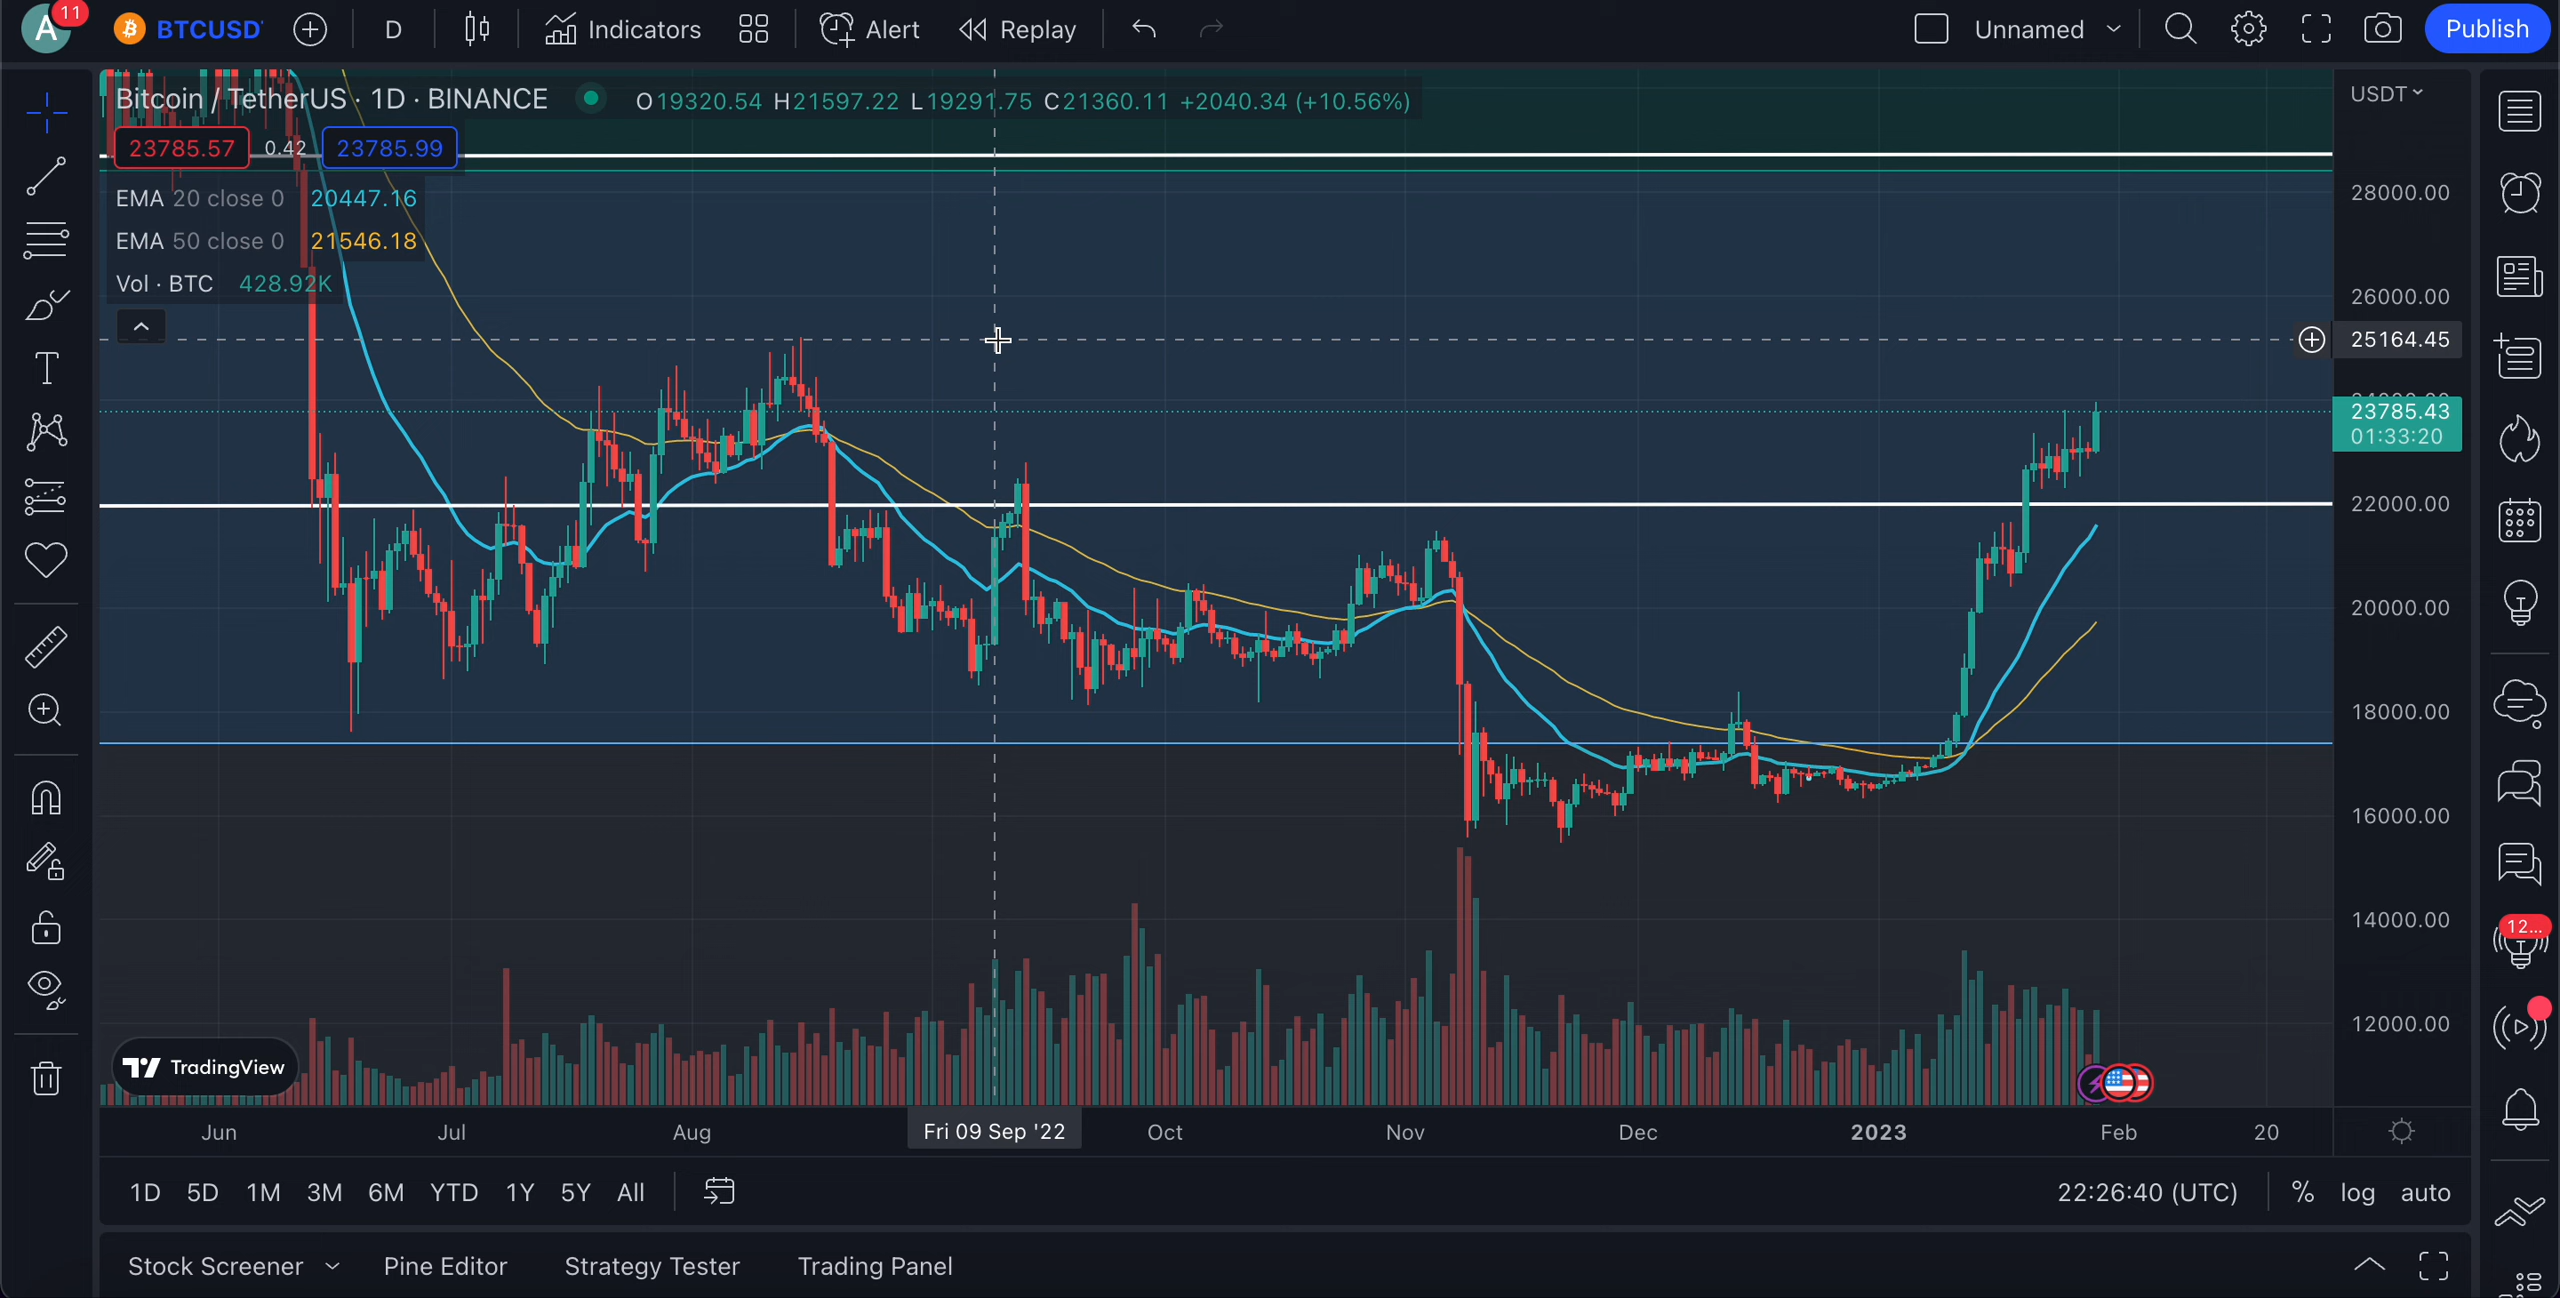 A 11 BTCUSD D Indicators Alert Replay Unnamed Publish
Bitcoin / TetherUS · 1D · BINANCE O19320.54 H21597.22 L19291.75 C21360.11 +2040.34 (+10.56%)
USDT
23785.57 0.42 23785.99
EMA 20 close 0 20447.16
EMA 50 close 0 21546.18
Vol · BTC 428.92K
28000.00
26000.00
25164.45
23785.43
01:33:20
22000.00
20000.00
18000.00
16000.00
14000.00
12000.00
12...
TradingView
Jun Jul Aug Fri 09 Sep '22 Oct Nov Dec 2023 Feb 20
1D 5D 1M 3M 6M YTD 1Y 5Y All 22:26:40 (UTC) % log auto
Stock Screener Pine Editor Strategy Tester Trading Panel